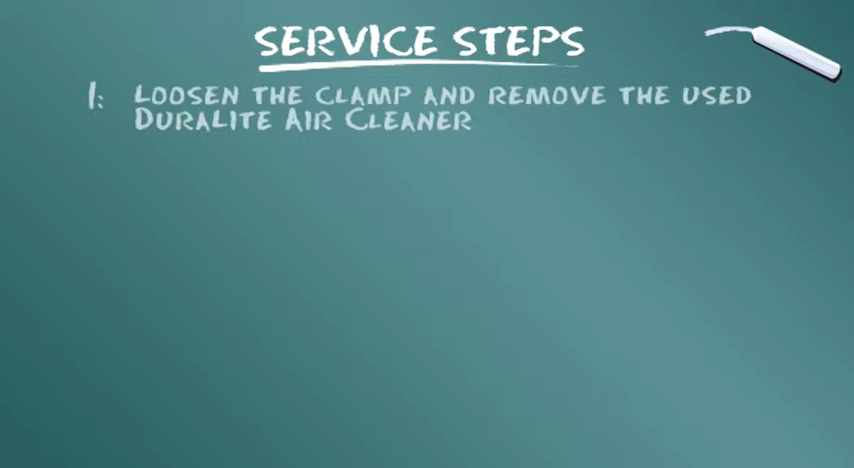 SERVICE STEPS
1: LOOSEN THE CLAMP AND REMOVE THE USED
DURALITE AIR CLEANER